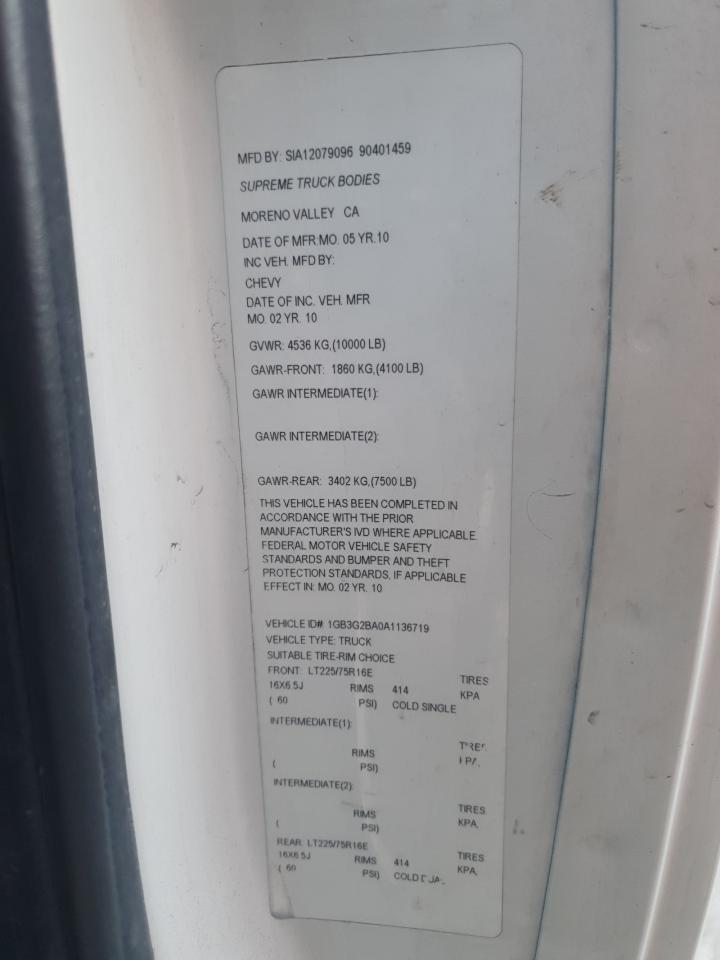 MFD BY: SIA12079096 90401459
SUPREME TRUCK BODIES
MORENO VALLEY CA
DATE OF MFR:MO. 05 YR.10
INC VEH. MFD BY:
CHEVY
DATE OF INC. VEH. MFR
MO. 02 YR. 10
GVWR: 4536 KG,(10000 LB)
GAWR-FRONT: 1860 KG,(4100 LB)
GAWR INTERMEDIATE(1):
GAWR INTERMEDIATE(2):
GAWR-REAR: 3402 KG,(7500 LB)
THIS VEHICLE HAS BEEN COMPLETED IN
ACCORDANCE WITH THE PRIOR
MANUFACTURER'S IVD WHERE APPLICABLE.
FEDERAL MOTOR VEHICLE SAFETY
STANDARDS AND BUMPER AND THEFT
PROTECTION STANDARDS, IF APPLICABLE
EFFECT IN: MO. 02 YR. 10
VEHICLE ID# 1GB3G2BA0A1136719
VEHICLE TYPE: TRUCK
SUITABLE TIRE-RIM CHOICE
FRONT: LT225/75R16E TIRES
16X6.5J RIMS 414 KPA
( 60 PSI) COLD SINGLE
INTERMEDIATE(1):
RIMS
( PSI)
INTERMEDIATE(2):
RIMS TIRES
( PSI) KPA,
REAR: LT225/75R16E TIRES
16X6.5J RIMS 414 KPA,
( 60 PSI) COLD